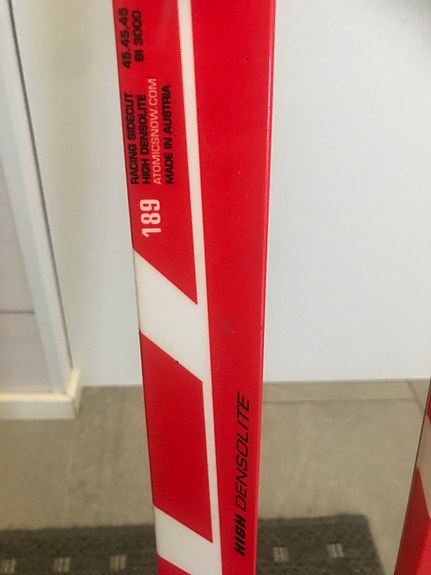 RACING SIDECUT 45.45.45
HIGH DENSOLITE BI 3000
ATOMICSNOW.COM
MADE IN AUSTRIA
189
HIGH DENSOLITE